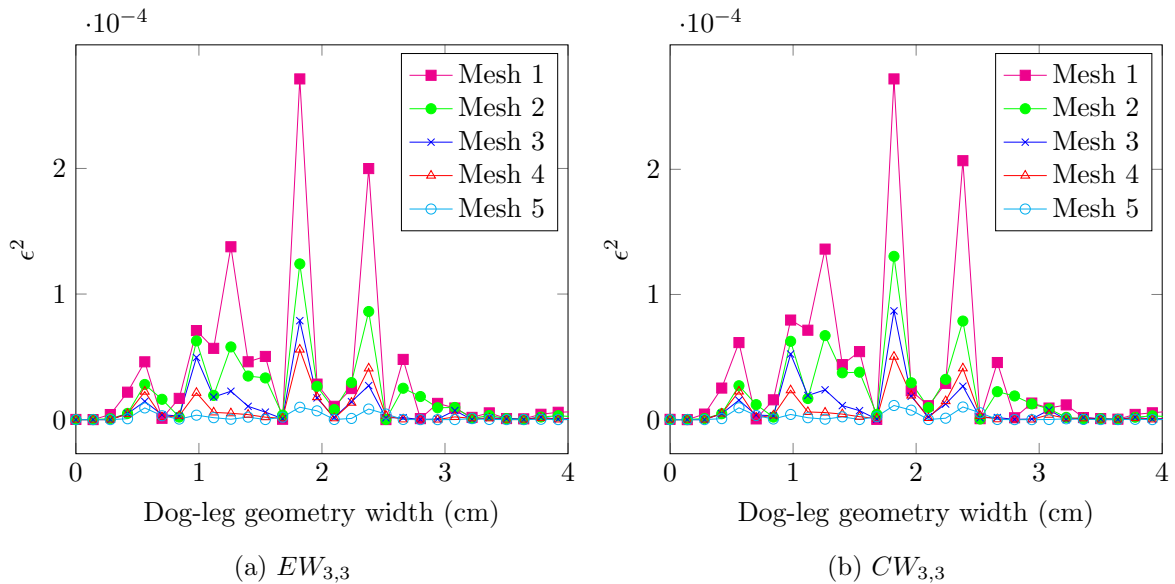 ·10⁻⁴
2
1
0
ϵ²
0 1 2 3 4
Dog-leg geometry width (cm)
Mesh 1
Mesh 2
Mesh 3
Mesh 4
Mesh 5
(a) EW₃,₃
·10⁻⁴
2
1
0
ϵ²
0 1 2 3 4
Dog-leg geometry width (cm)
Mesh 1
Mesh 2
Mesh 3
Mesh 4
Mesh 5
(b) CW₃,₃